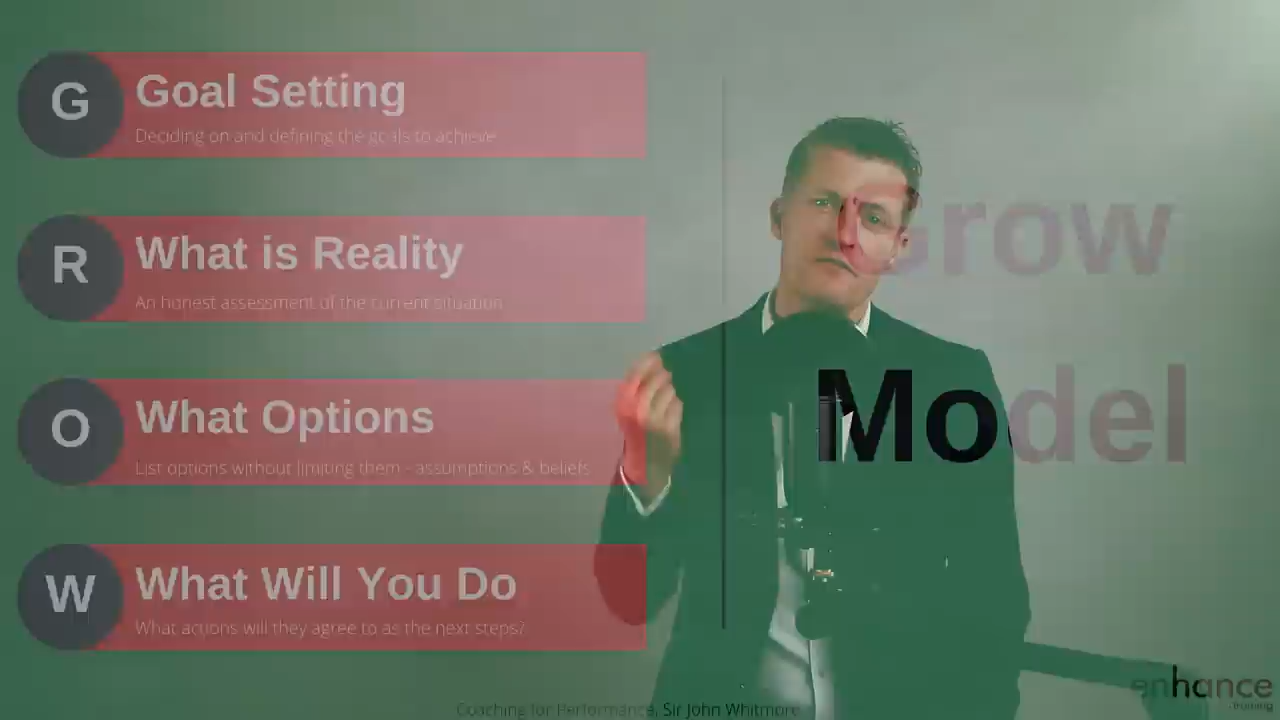 G
Goal Setting
Deciding on and defining the goals to achieve
R
What is Reality
An honest assessment of the current situation
O
What Options
List options without limiting them - assumptions & beliefs
W
What Will You Do
What actions will they agree to as the next steps?
Grow
Model
Coaching for Performance, Sir John Whitmore
enhance
training